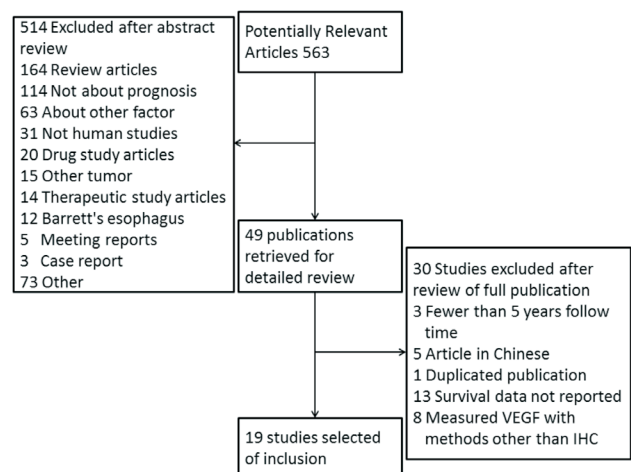 514 Excluded after abstract
review
164 Review articles
114 Not about prognosis
63 About other factor
31 Not human studies
20 Drug study articles
15 Other tumor
14 Therapeutic study articles
12 Barrett's esophagus
5 Meeting reports
3 Case report
73 Other
Potentially Relevant
Articles 563
49 publications
retrieved for
detailed review
30 Studies excluded after
review of full publication
3 Fewer than 5 years follow
time
5 Article in Chinese
1 Duplicated publication
13 Survival data not reported
8 Measured VEGF with
methods other than IHC
19 studies selected
of inclusion